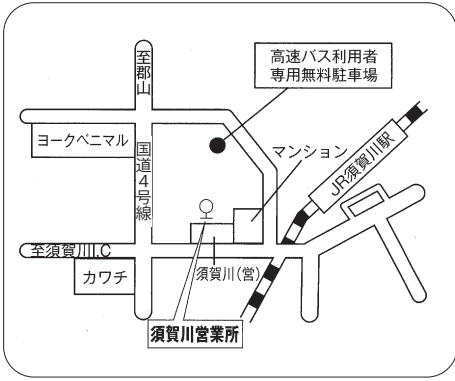 至郡山
高速バス利用者
専用無料駐車場
ヨークベニマル
国道4号線
マンション
JR須賀川駅
至須賀川I.C
須賀川(営)
カワチ
須賀川営業所